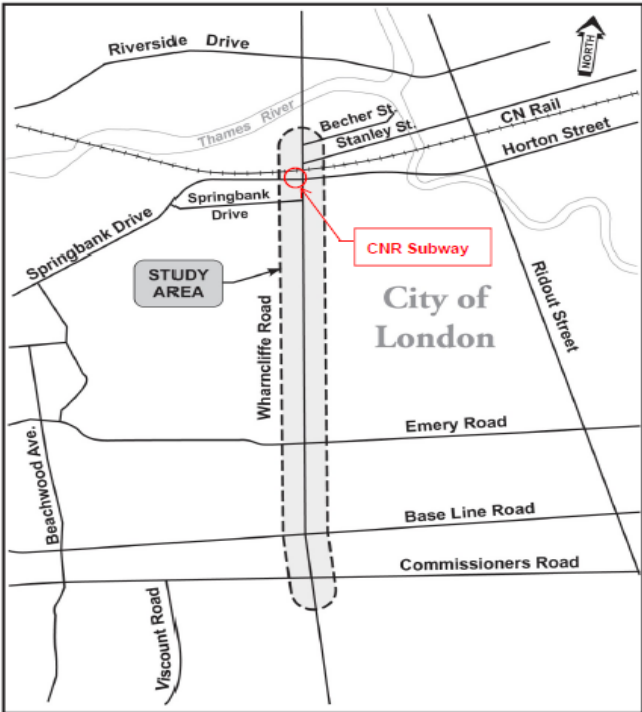 Riverside Drive
NORTH
Thames River
Becher St.
Stanley St.
CN Rail
Horton Street
Springbank
Drive
Springbank Drive
CNR Subway
STUDY
AREA
Wharncliffe Road
City of
London
Ridout Street
Emery Road
Beachwood Ave.
Base Line Road
Commissioners Road
Viscount Road